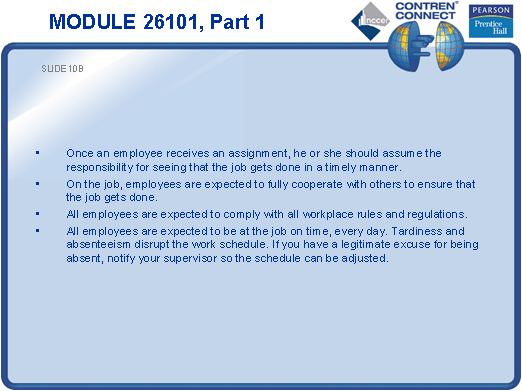 MODULE 26101, Part 1
nccer
CONTREN®
CONNECT
PEARSON
Prentice
Hall
SLIDE 10B
• Once an employee receives an assignment, he or she should assume the
responsibility for seeing that the job gets done in a timely manner.
• On the job, employees are expected to fully cooperate with others to ensure that
the job gets done.
• All employees are expected to comply with all workplace rules and regulations.
• All employees are expected to be at the job on time, every day. Tardiness and
absenteeism disrupt the work schedule. If you have a legitimate excuse for being
absent, notify your supervisor so the schedule can be adjusted.